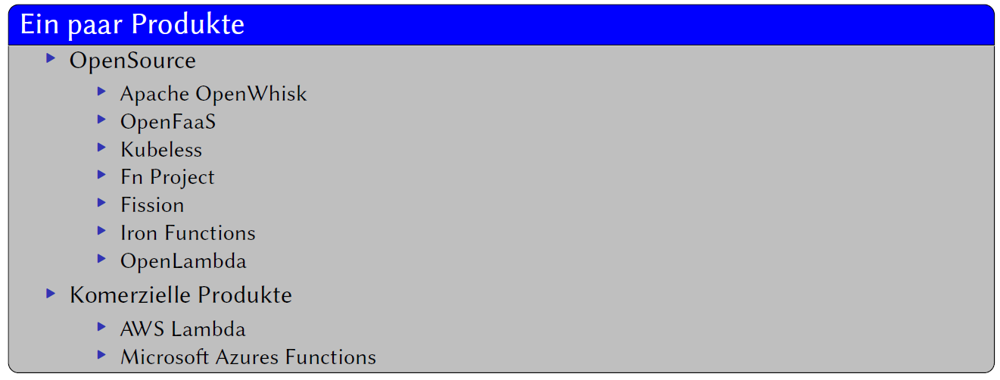 Ein paar Produkte
OpenSource
Apache OpenWhisk
OpenFaaS
Kubeless
Fn Project
Fission
Iron Functions
OpenLambda
Komerzielle Produkte
AWS Lambda
Microsoft Azures Functions